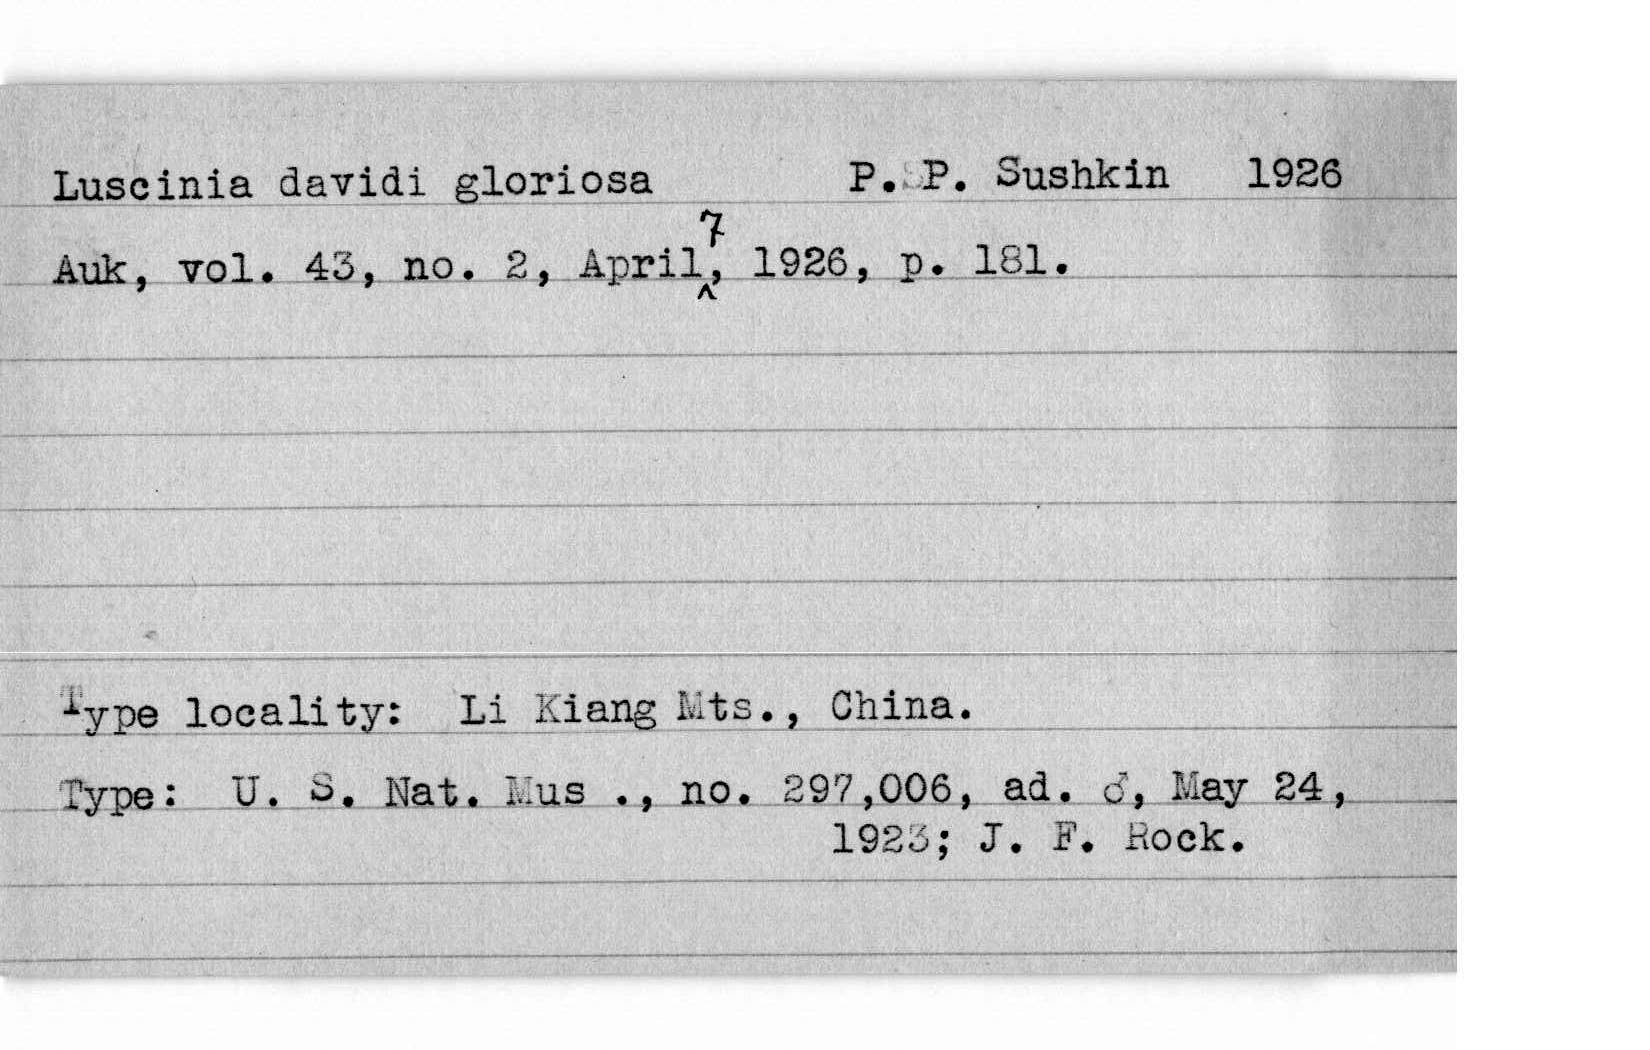 Luscinia davidi gloriosa P. P. Sushkin 1926
Auk, vol. 43, no. 2, April 7, 1926, p. 181.
Type locality: Li Kiang Mts., China.
Type: U. S. Nat. Mus ., no. 297,006, ad. ♂, May 24,
1923; J. F. Rock.